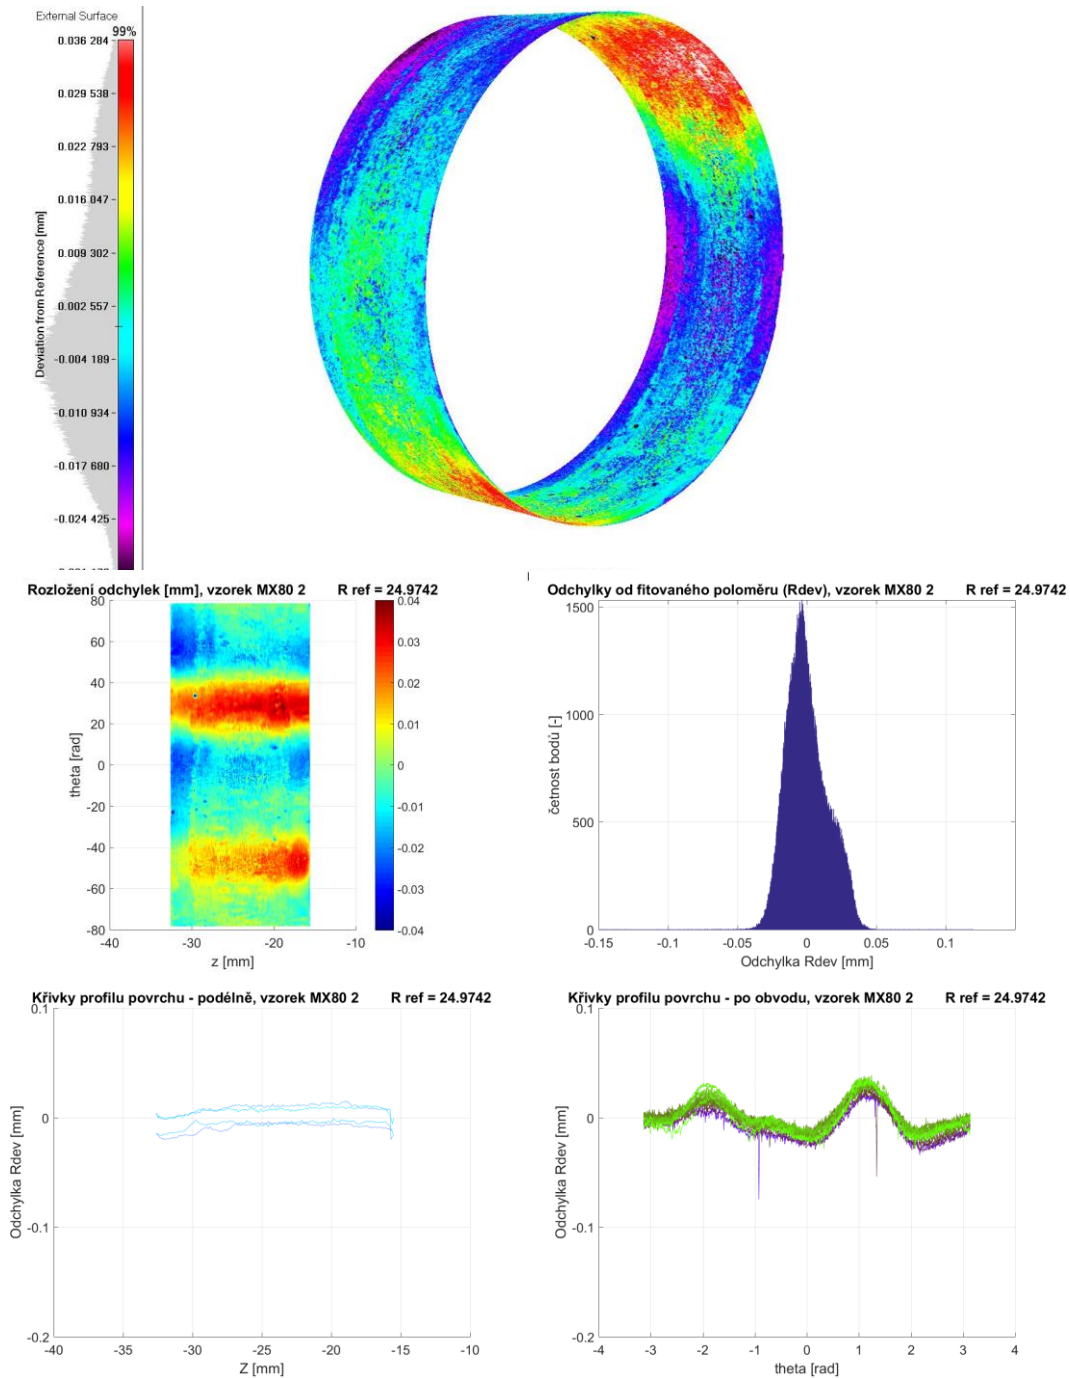 External Surface
99%
0.036 284
0.029 538
0.022 793
0.016 047
0.009 302
0.002 557
-0.004 189
-0.010 934
-0.017 680
-0.024 425
Deviation from Reference [mm]
Rozložení odchylek [mm], vzorek MX80 2 R ref = 24.9742
80
60
40
20
0
-20
-40
-60
-80
theta [rad]
-40 -30 -20 -10
z [mm]
0.04
0.03
0.02
0.01
0
-0.01
-0.02
-0.03
-0.04
Odchylky od fitovaného poloměru (Rdev), vzorek MX80 2 R ref = 24.9742
1500
1000
500
0
četnost bodů [-]
-0.15 -0.1 -0.05 0 0.05 0.1
Odchylka Rdev [mm]
Křivky profilu povrchu - podélně, vzorek MX80 2 R ref = 24.9742
0.1
0
-0.1
-0.2
Odchylka Rdev [mm]
-40 -35 -30 -25 -20 -15 -10
Z [mm]
Křivky profilu povrchu - po obvodu, vzorek MX80 2 R ref = 24.9742
0.1
0
-0.1
-0.2
Odchylka Rdev [mm]
-4 -3 -2 -1 0 1 2 3 4
theta [rad]